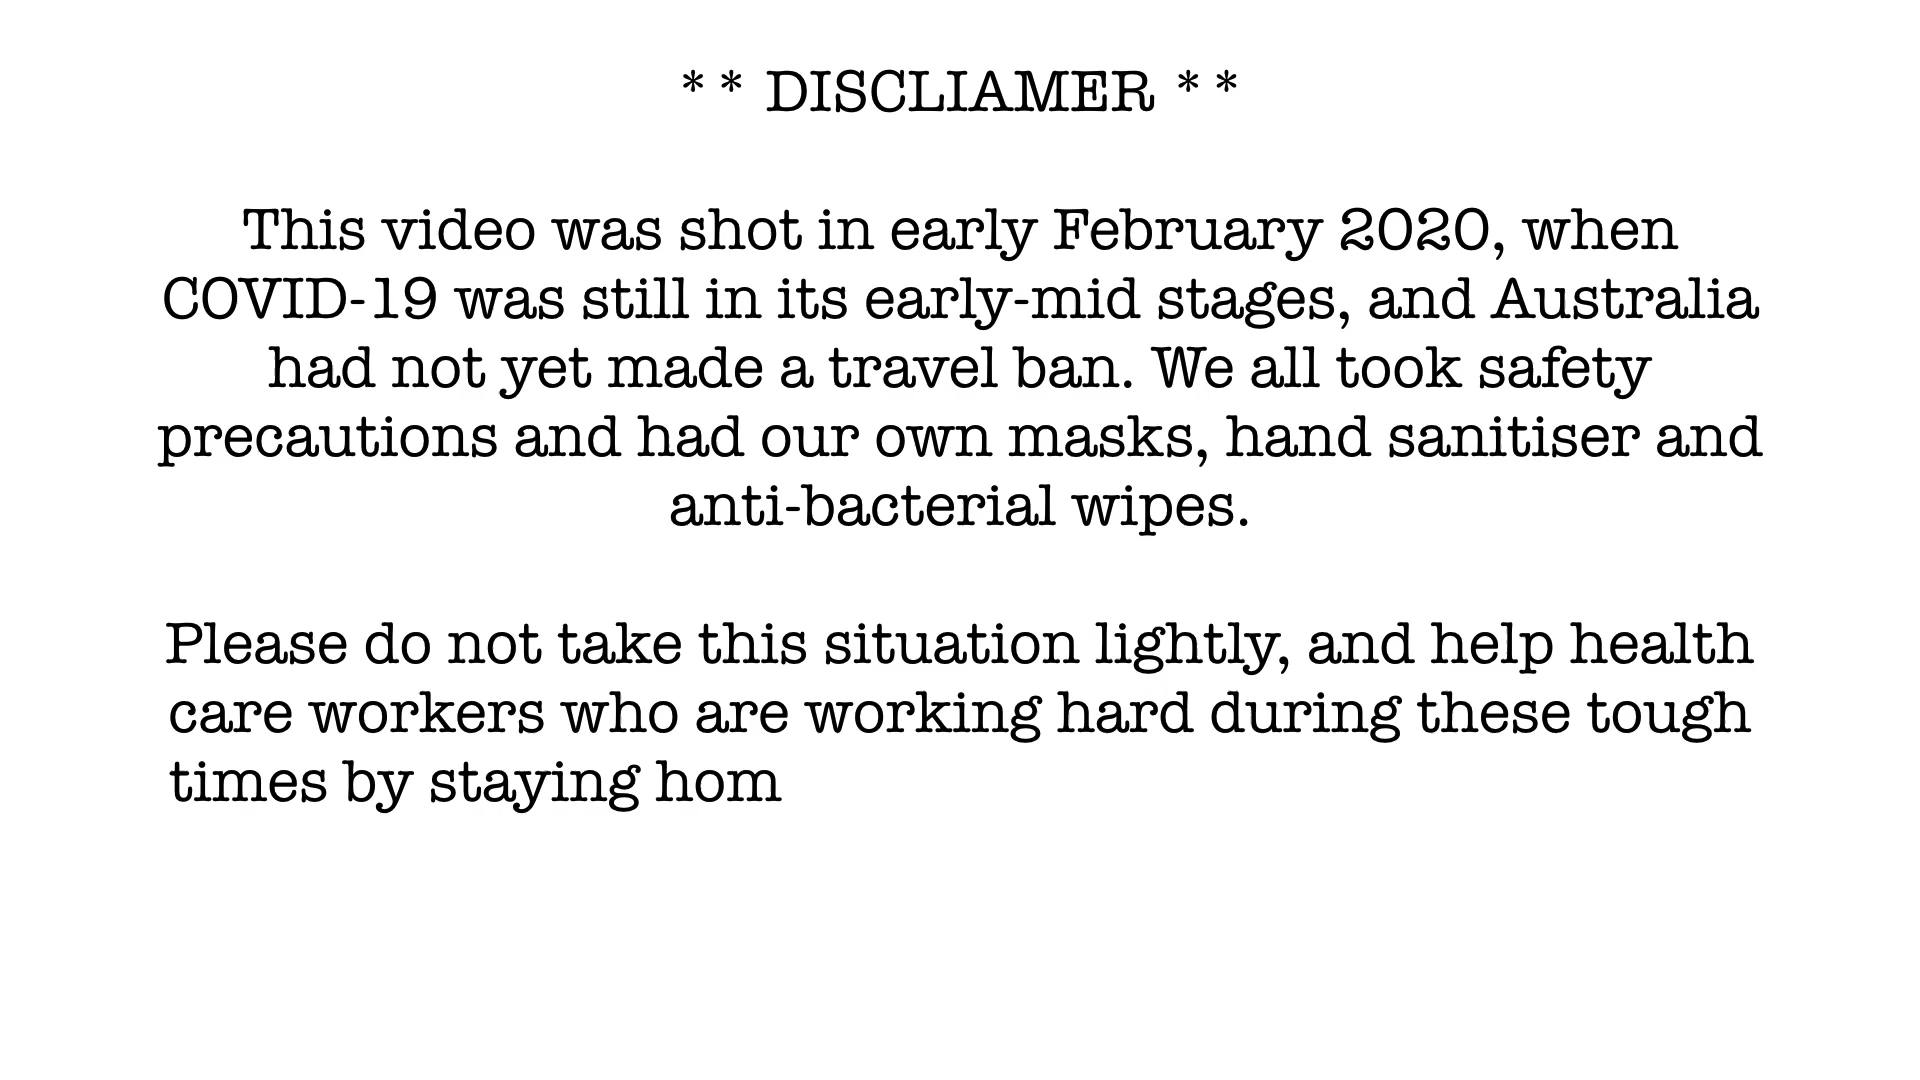 ** DISCLIAMER **
This video was shot in early February 2020, when
COVID-19 was still in its early-mid stages, and Australia
had not yet made a travel ban. We all took safety
precautions and had our own masks, hand sanitiser and
anti-bacterial wipes.
Please do not take this situation lightly, and help health
care workers who are working hard during these tough
times by staying hom